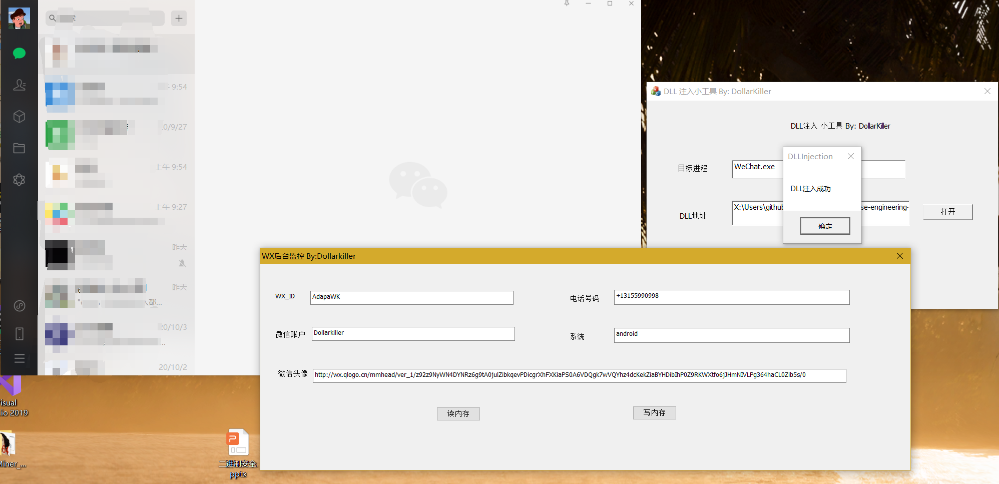 上午 9:54
20/9/27
上午 9:54
上午 9:27
昨天
昨天
人都...
20/10/3
...
20/10/2
DLL 注入小工具 By: DollarKiller
DLL注入 小工具 By: DollarKiller
目标进程
WeChat.exe
DLL地址
X:\Users\github
se-engineering-
打开
DLLInjection
DLL注入成功
确定
WX后台监控 By:Dollarkiller
WX_ID
AdapaWK
电话号码
+13155990998
微信账户
Dollarkiller
系统
android
微信头像
http://wx.qlogo.cn/mmhead/ver_1/z92z9NyWN4DYNRz6g9tA0julZibkqevPDicgrXhFXKiaPS0A6VDQgk7wVQYhz4dcKekZiaBYHDibIhP0Z9RKWXtfo6jJHmNIVLPg364haCL0Zib5s/0
读内存
写内存
isual
lio 2019
Miner_...
二进制安全.
pptx